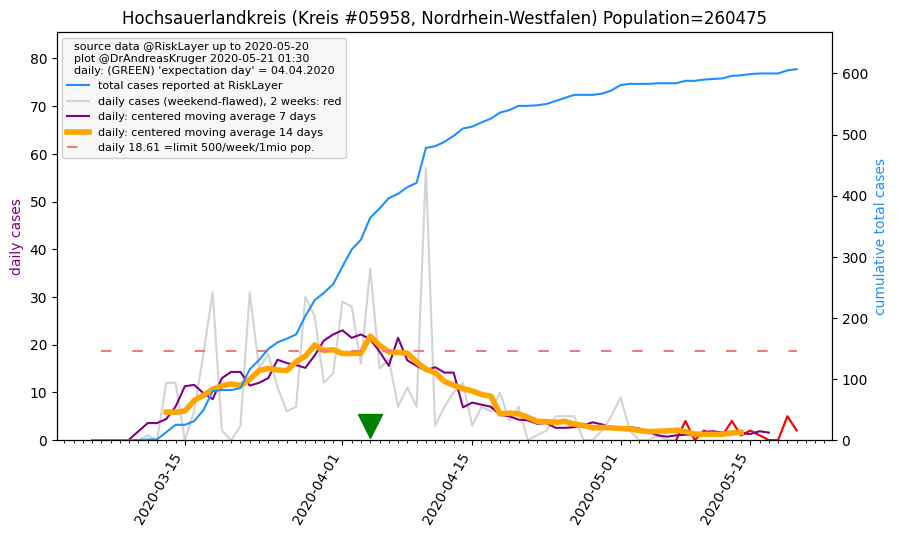 Hochsauerlandkreis (Kreis #05958, Nordrhein-Westfalen) Population=260475
source data @RiskLayer up to 2020-05-20
plot @DrAndreasKruger 2020-05-21 01:30
daily: (GREEN) 'expectation day' = 04.04.2020
total cases reported at RiskLayer
daily cases (weekend-flawed), 2 weeks: red
daily: centered moving average 7 days
daily: centered moving average 14 days
daily 18.61 =limit 500/week/1mio pop.
daily cases
80
70
60
50
40
30
20
10
0
cumulative total cases
600
500
400
300
200
100
0
2020-03-15
2020-04-01
2020-04-15
2020-05-01
2020-05-15